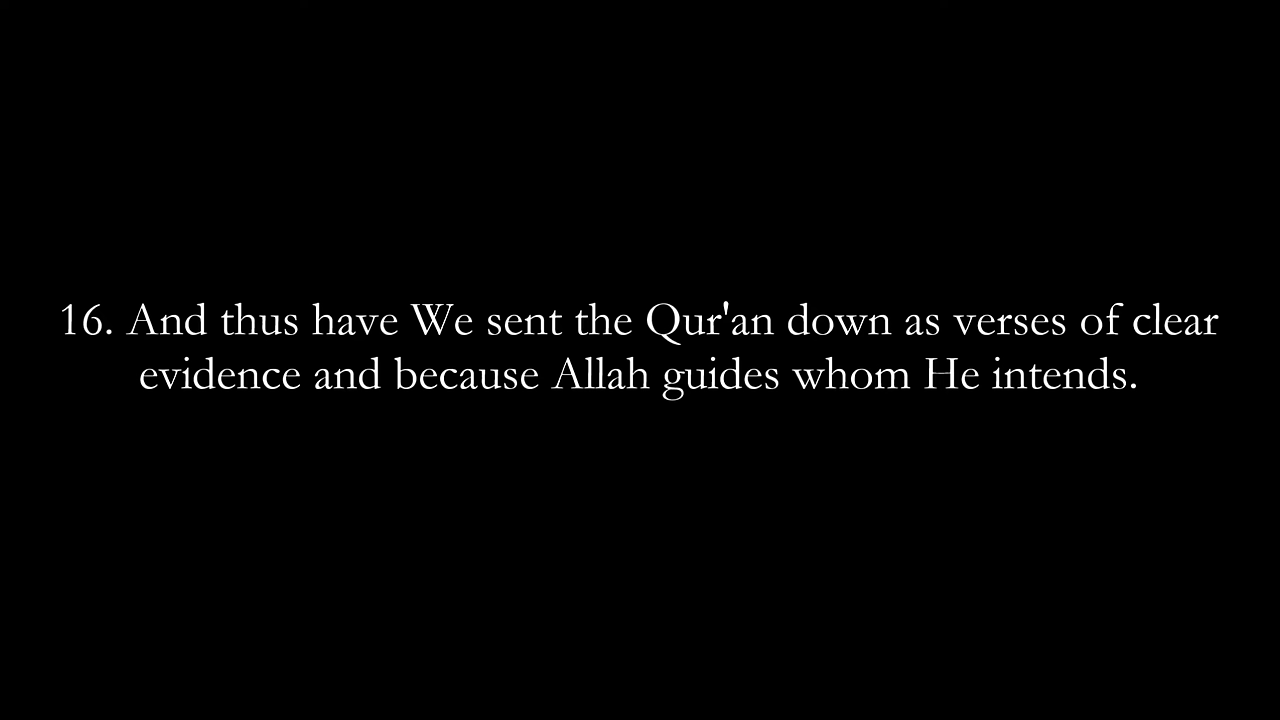 16. And thus have We sent the Qur'an down as verses of clear
evidence and because Allah guides whom He intends.